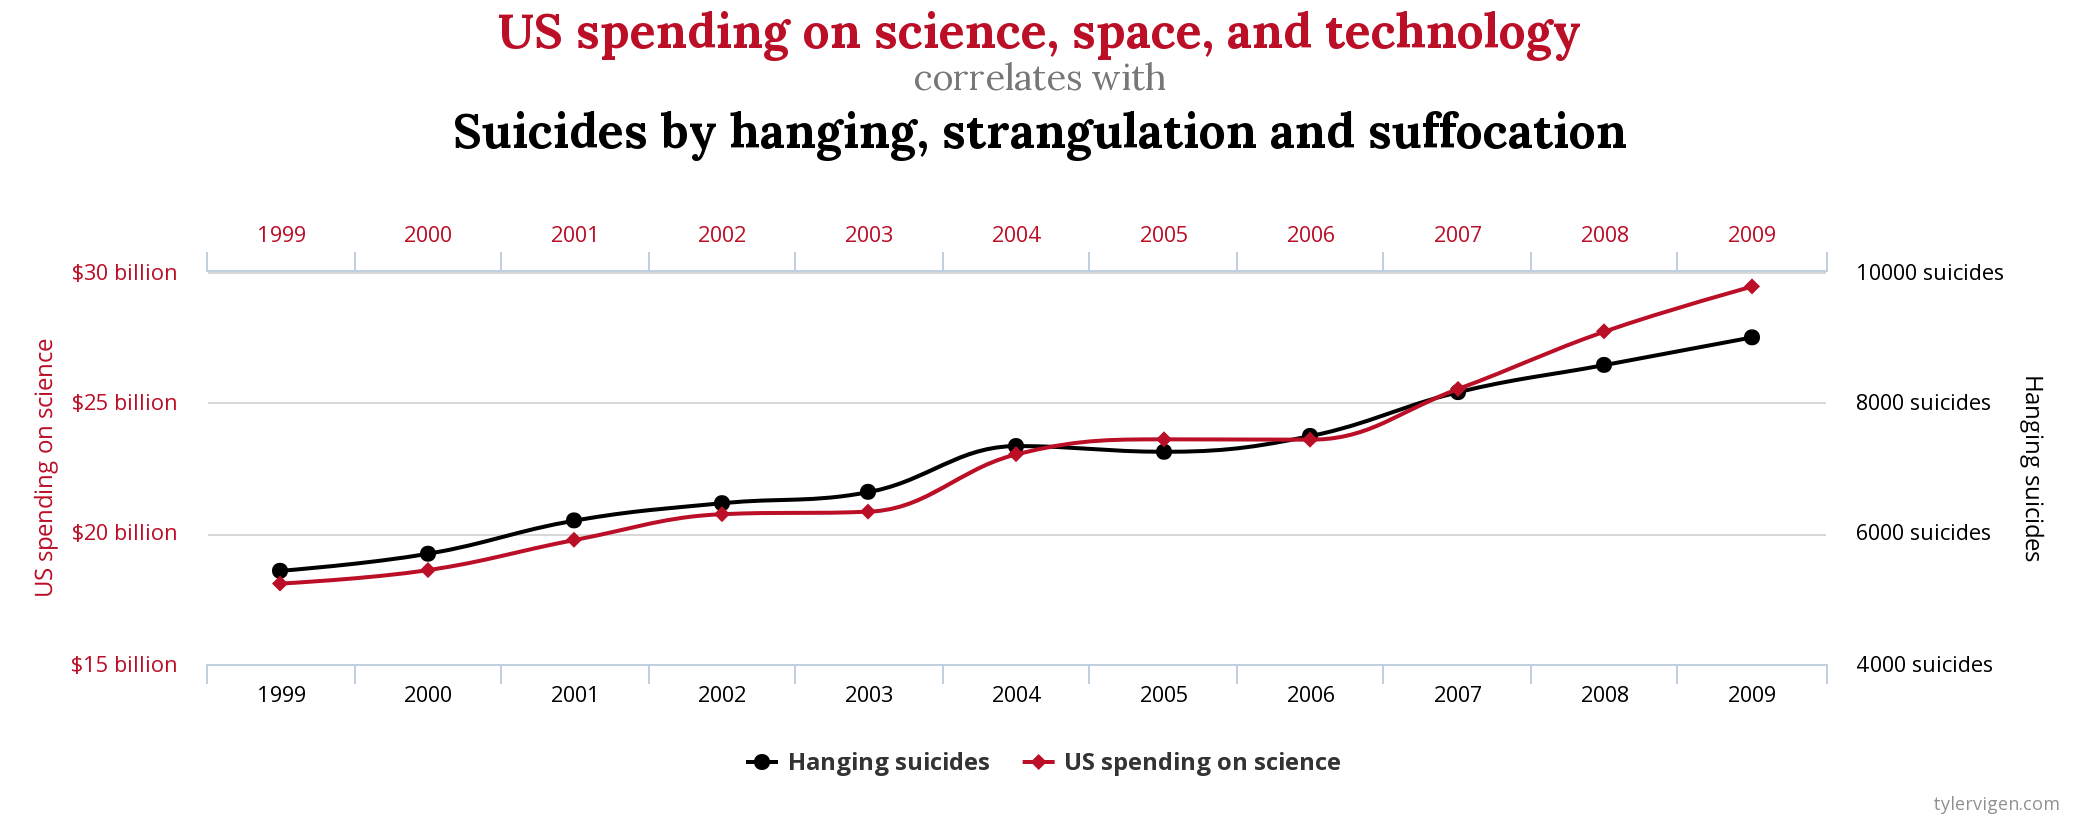 US spending on science, space, and technology
correlates with
Suicides by hanging, strangulation and suffocation
1999 2000 2001 2002 2003 2004 2005 2006 2007 2008 2009
$30 billion 10000 suicides
$25 billion 8000 suicides
$20 billion 6000 suicides
$15 billion 4000 suicides
US spending on science
Hanging suicides
1999 2000 2001 2002 2003 2004 2005 2006 2007 2008 2009
Hanging suicides US spending on science
tylervigen.com